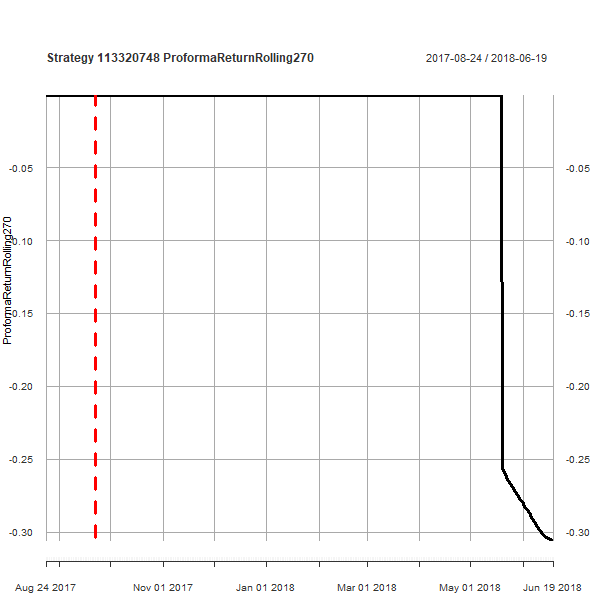 Strategy 113320748 ProformaReturnRolling270
2017-08-24 / 2018-06-19
ProformaReturnRolling270
-0.05 -0.05
-0.10 -0.10
-0.15 -0.15
-0.20 -0.20
-0.25 -0.25
-0.30 -0.30
Aug 24 2017 Nov 01 2017 Jan 01 2018 Mar 01 2018 May 01 2018 Jun 19 2018